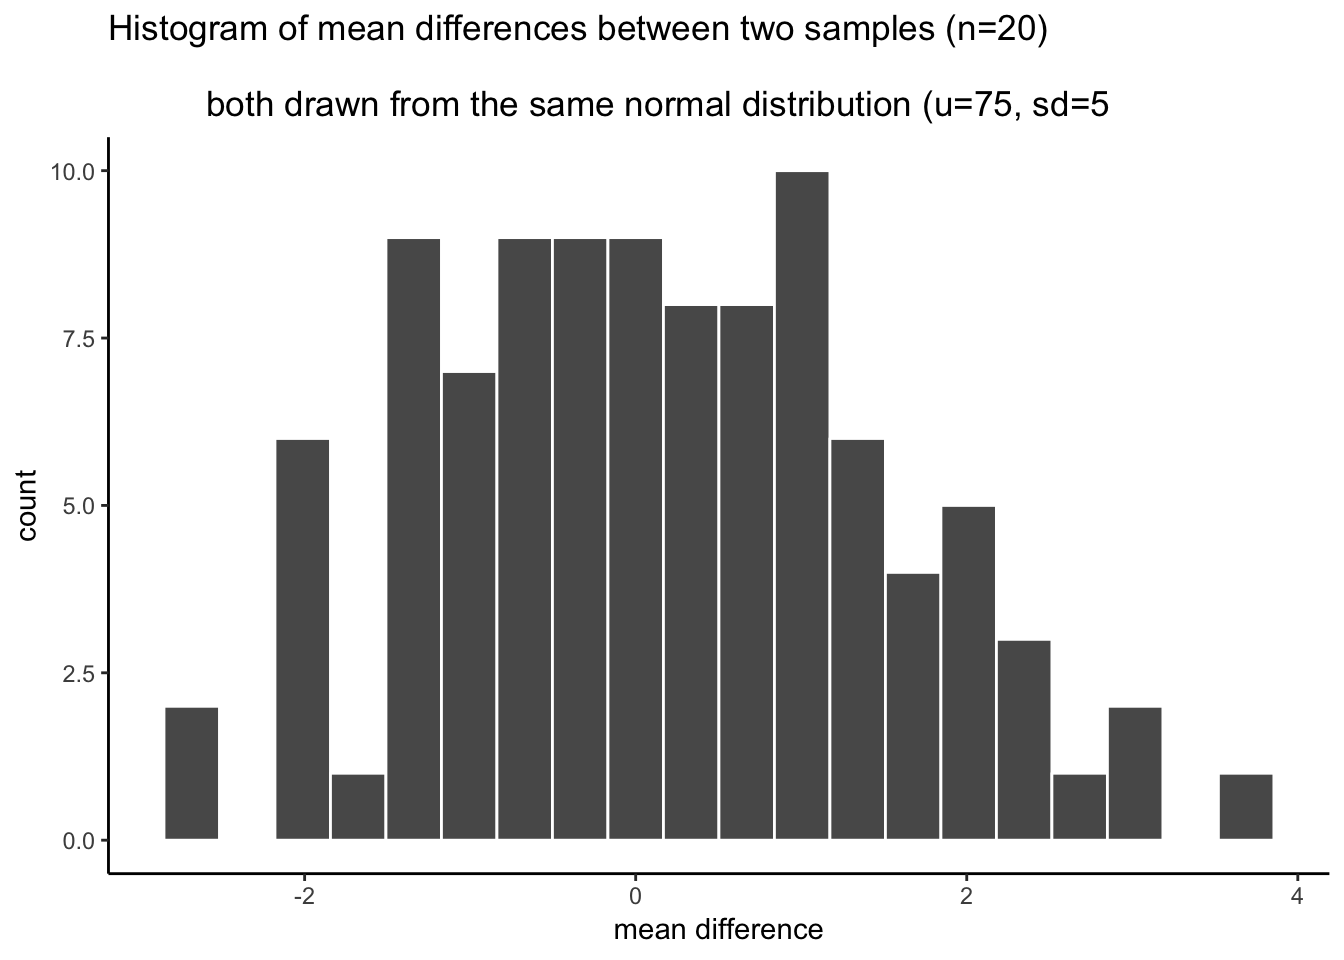 Histogram of mean differences between two samples (n=20)
both drawn from the same normal distribution (u=75, sd=5
10.0
7.5
5.0
2.5
0.0
count
-2
0
2
4
mean difference